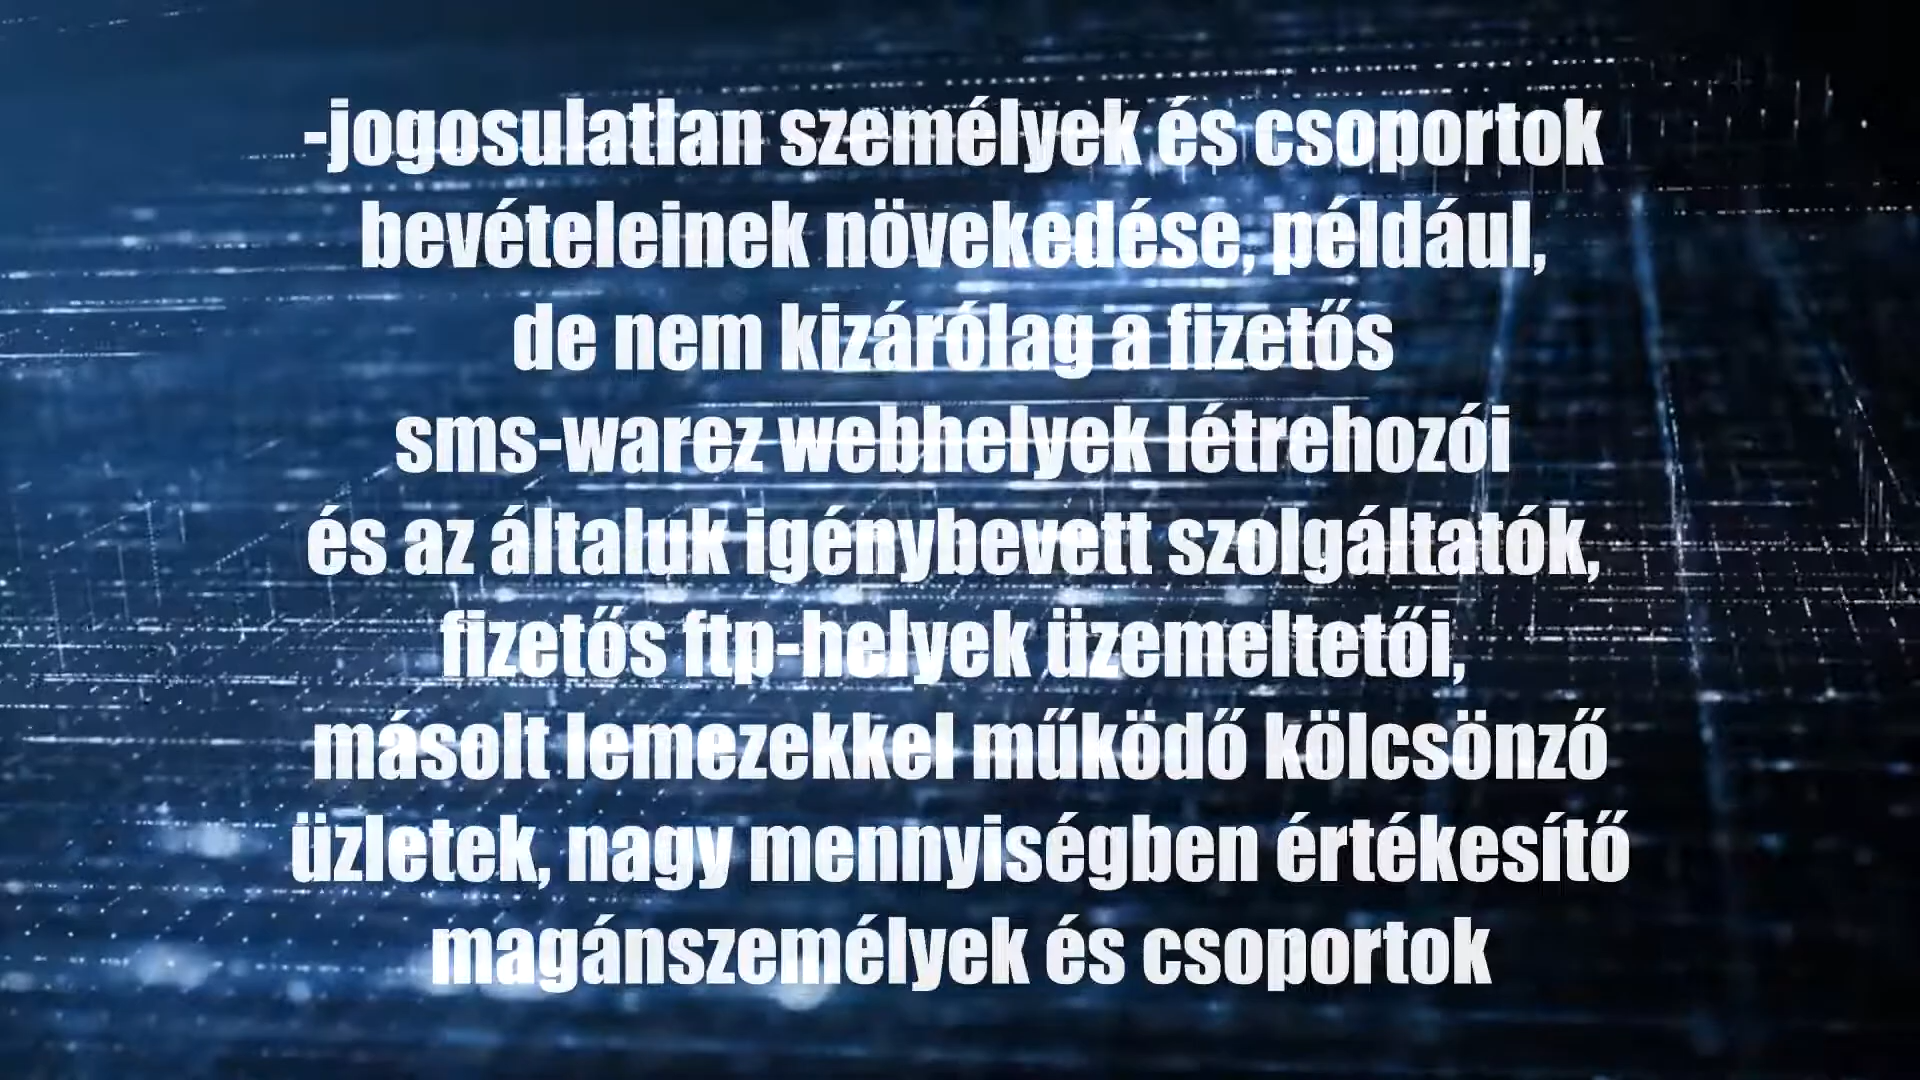 -jogosulatlan személyek és csoportok
bevételeinek növekedése, például,
de nem kizárólag a fizetős
sms-warez webhelyek létrehozói
és az általuk igénybevett szolgáltatók,
fizetős ftp-helyek üzemeltetői,
másolt lemezekkel működő kölcsönző
üzletek, nagy mennyiségben értékesítő
magánszemélyek és csoportok